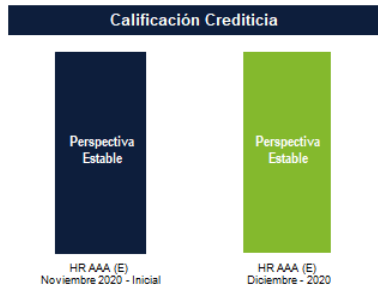 Calificación Crediticia
Perspectiva
Estable
Perspectiva
Estable
HR AAA (E)
Noviembre 2020 - Inicial
HR AAA (E)
Diciembre - 2020